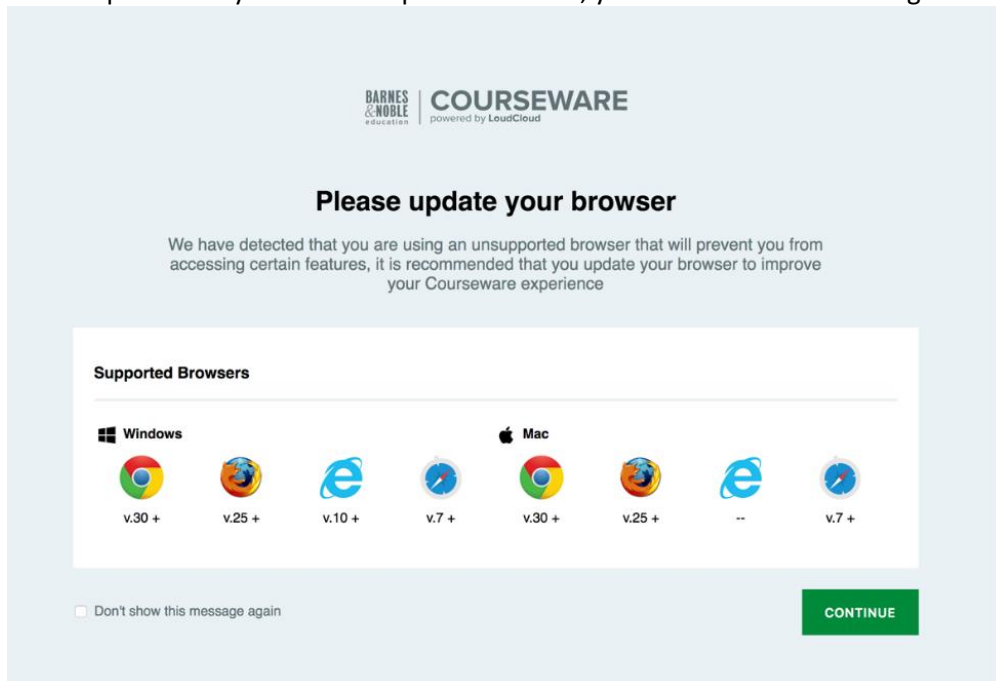 BARNES
&NOBLE
education
COURSEWARE
powered by LoudCloud
Please update your browser
We have detected that you are using an unsupported browser that will prevent you from
accessing certain features, it is recommended that you update your browser to improve
your Courseware experience
Supported Browsers
Windows Mac
v.30 + v.25 + v.10 + v.7 + v.30 + v.25 + -- v.7 +
Don't show this message again
CONTINUE